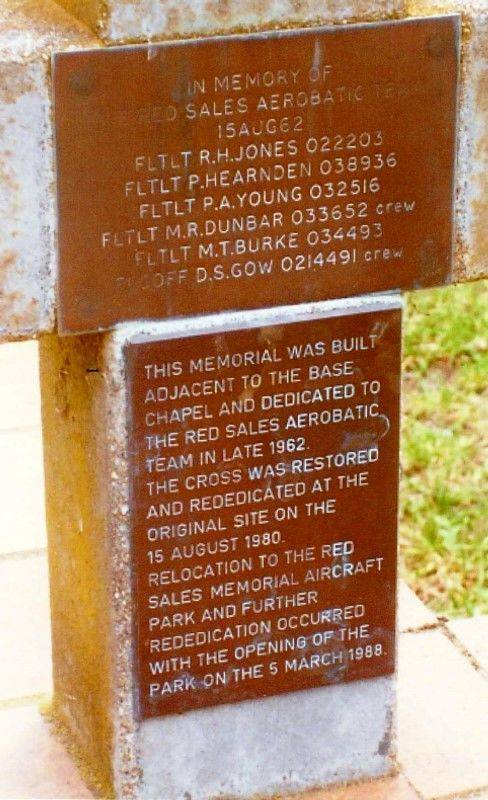 IN MEMORY OF
RED SALES AEROBATIC TEAM
15AUG62
FLTLT R.H.JONES 022203
FLTLT P.HEARNDEN 038936
FLTLT P.A.YOUNG 032516
FLTLT M.R.DUNBAR 033652 crew
FLTLT M.T.BURKE 034493
D.S.GOW 0214491 crew
THIS MEMORIAL WAS BUILT
ADJACENT TO THE BASE
CHAPEL AND DEDICATED TO
THE RED SALES AEROBATIC
TEAM IN LATE 1962.
THE CROSS WAS RESTORED
AND REDEDICATED AT THE
ORIGINAL SITE ON THE
15 AUGUST 1980.
RELOCATION TO THE RED
SALES MEMORIAL AIRCRAFT
PARK AND FURTHER
REDEDICATION OCCURRED
WITH THE OPENING OF THE
PARK ON THE 5 MARCH 1988.